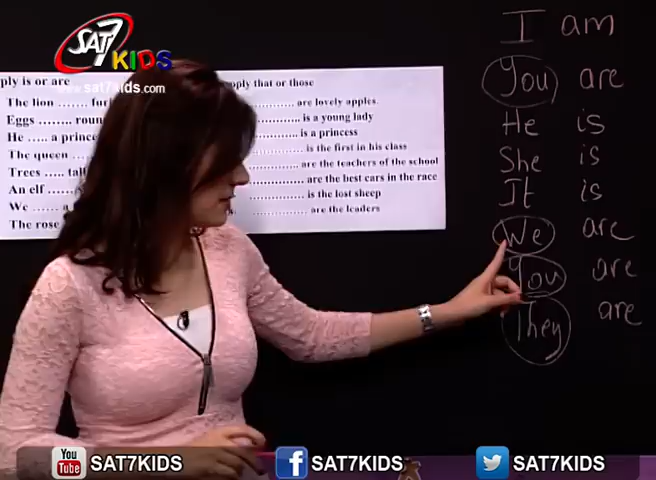 SAT7
KIDS
www.sat7kids.com
ply is or are
The lion ......
Eggs ........
He ..... a
The queen
Trees .....
An elf
We
The rose
pply that or those
are lovely apples.
is a young lady
is a princess
is the first in his class
are the teachers of the school
are the best cars in the race
is the lost sheep
are the leaders
I am
You are
He is
She is
It is
We are
You are
They are
You Tube SAT7KIDS
f SAT7KIDS
SAT7KIDS